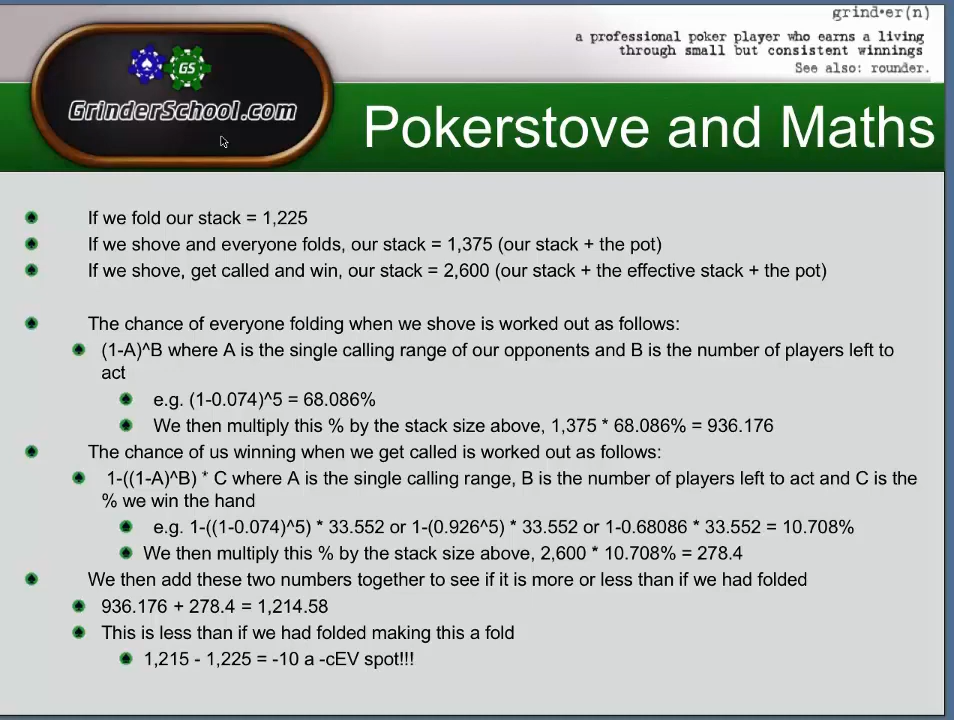 grind•er(n)
a professional poker player who earns a living
through small but consistent winnings
See also: rounder.
GS
GrinderSchool.com
Pokerstove and Maths
If we fold our stack = 1,225
If we shove and everyone folds, our stack = 1,375 (our stack + the pot)
If we shove, get called and win, our stack = 2,600 (our stack + the effective stack + the pot)
The chance of everyone folding when we shove is worked out as follows:
(1-A)^B where A is the single calling range of our opponents and B is the number of players left to
act
e.g. (1-0.074)^5 = 68.086%
We then multiply this % by the stack size above, 1,375 * 68.086% = 936.176
The chance of us winning when we get called is worked out as follows:
1-((1-A)^B) * C where A is the single calling range, B is the number of players left to act and C is the
% we win the hand
e.g. 1-((1-0.074)^5) * 33.552 or 1-(0.926^5) * 33.552 or 1-0.68086 * 33.552 = 10.708%
We then multiply this % by the stack size above, 2,600 * 10.708% = 278.4
We then add these two numbers together to see if it is more or less than if we had folded
936.176 + 278.4 = 1,214.58
This is less than if we had folded making this a fold
1,215 - 1,225 = -10 a -cEV spot!!!